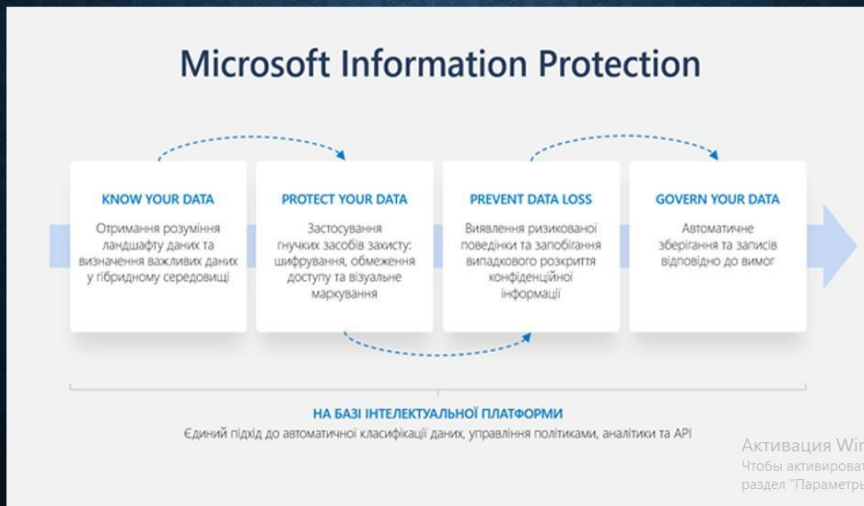 Microsoft Information Protection
KNOW YOUR DATA
Отримання розуміння
ландшафту даних та
визначення важливих даних
у гібридному середовищі
PROTECT YOUR DATA
Застосування
гнучких засобів захисту:
шифрування, обмеження
доступу та візуальне
маркування
PREVENT DATA LOSS
Виявлення ризикованої
поведінки та запобігання
випадкового розкриття
конфіденційної
інформації
GOVERN YOUR DATA
Автоматичне
зберігання та записів
відповідно до вимог
НА БАЗІ ІНТЕЛЕКТУАЛЬНОЇ ПЛАТФОРМИ
Єдиний підхід до автоматичної класифікації даних, управління політиками, аналітики та API
Активация Win
Чтобы активироват
раздел "Параметры